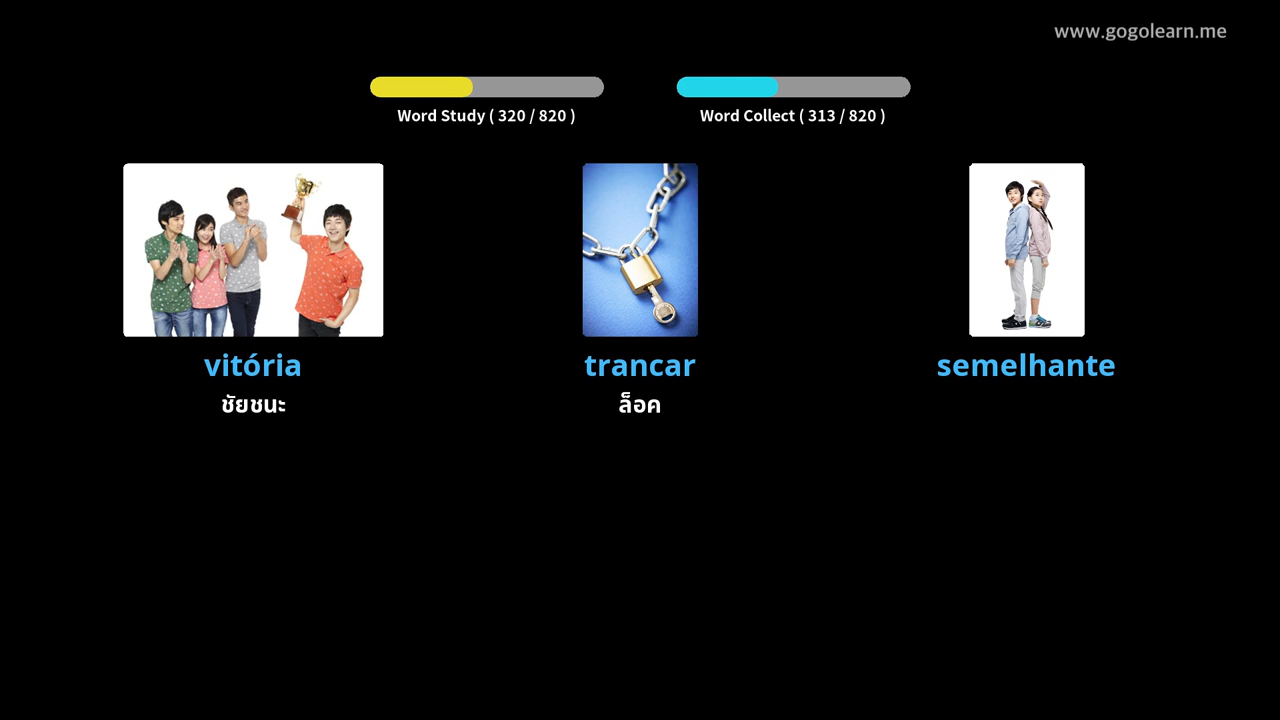 www.gogolearn.me
Word Study ( 320 / 820 )
Word Collect ( 313 / 820 )
vitória
ชัยชนะ
trancar
ล็อค
semelhante